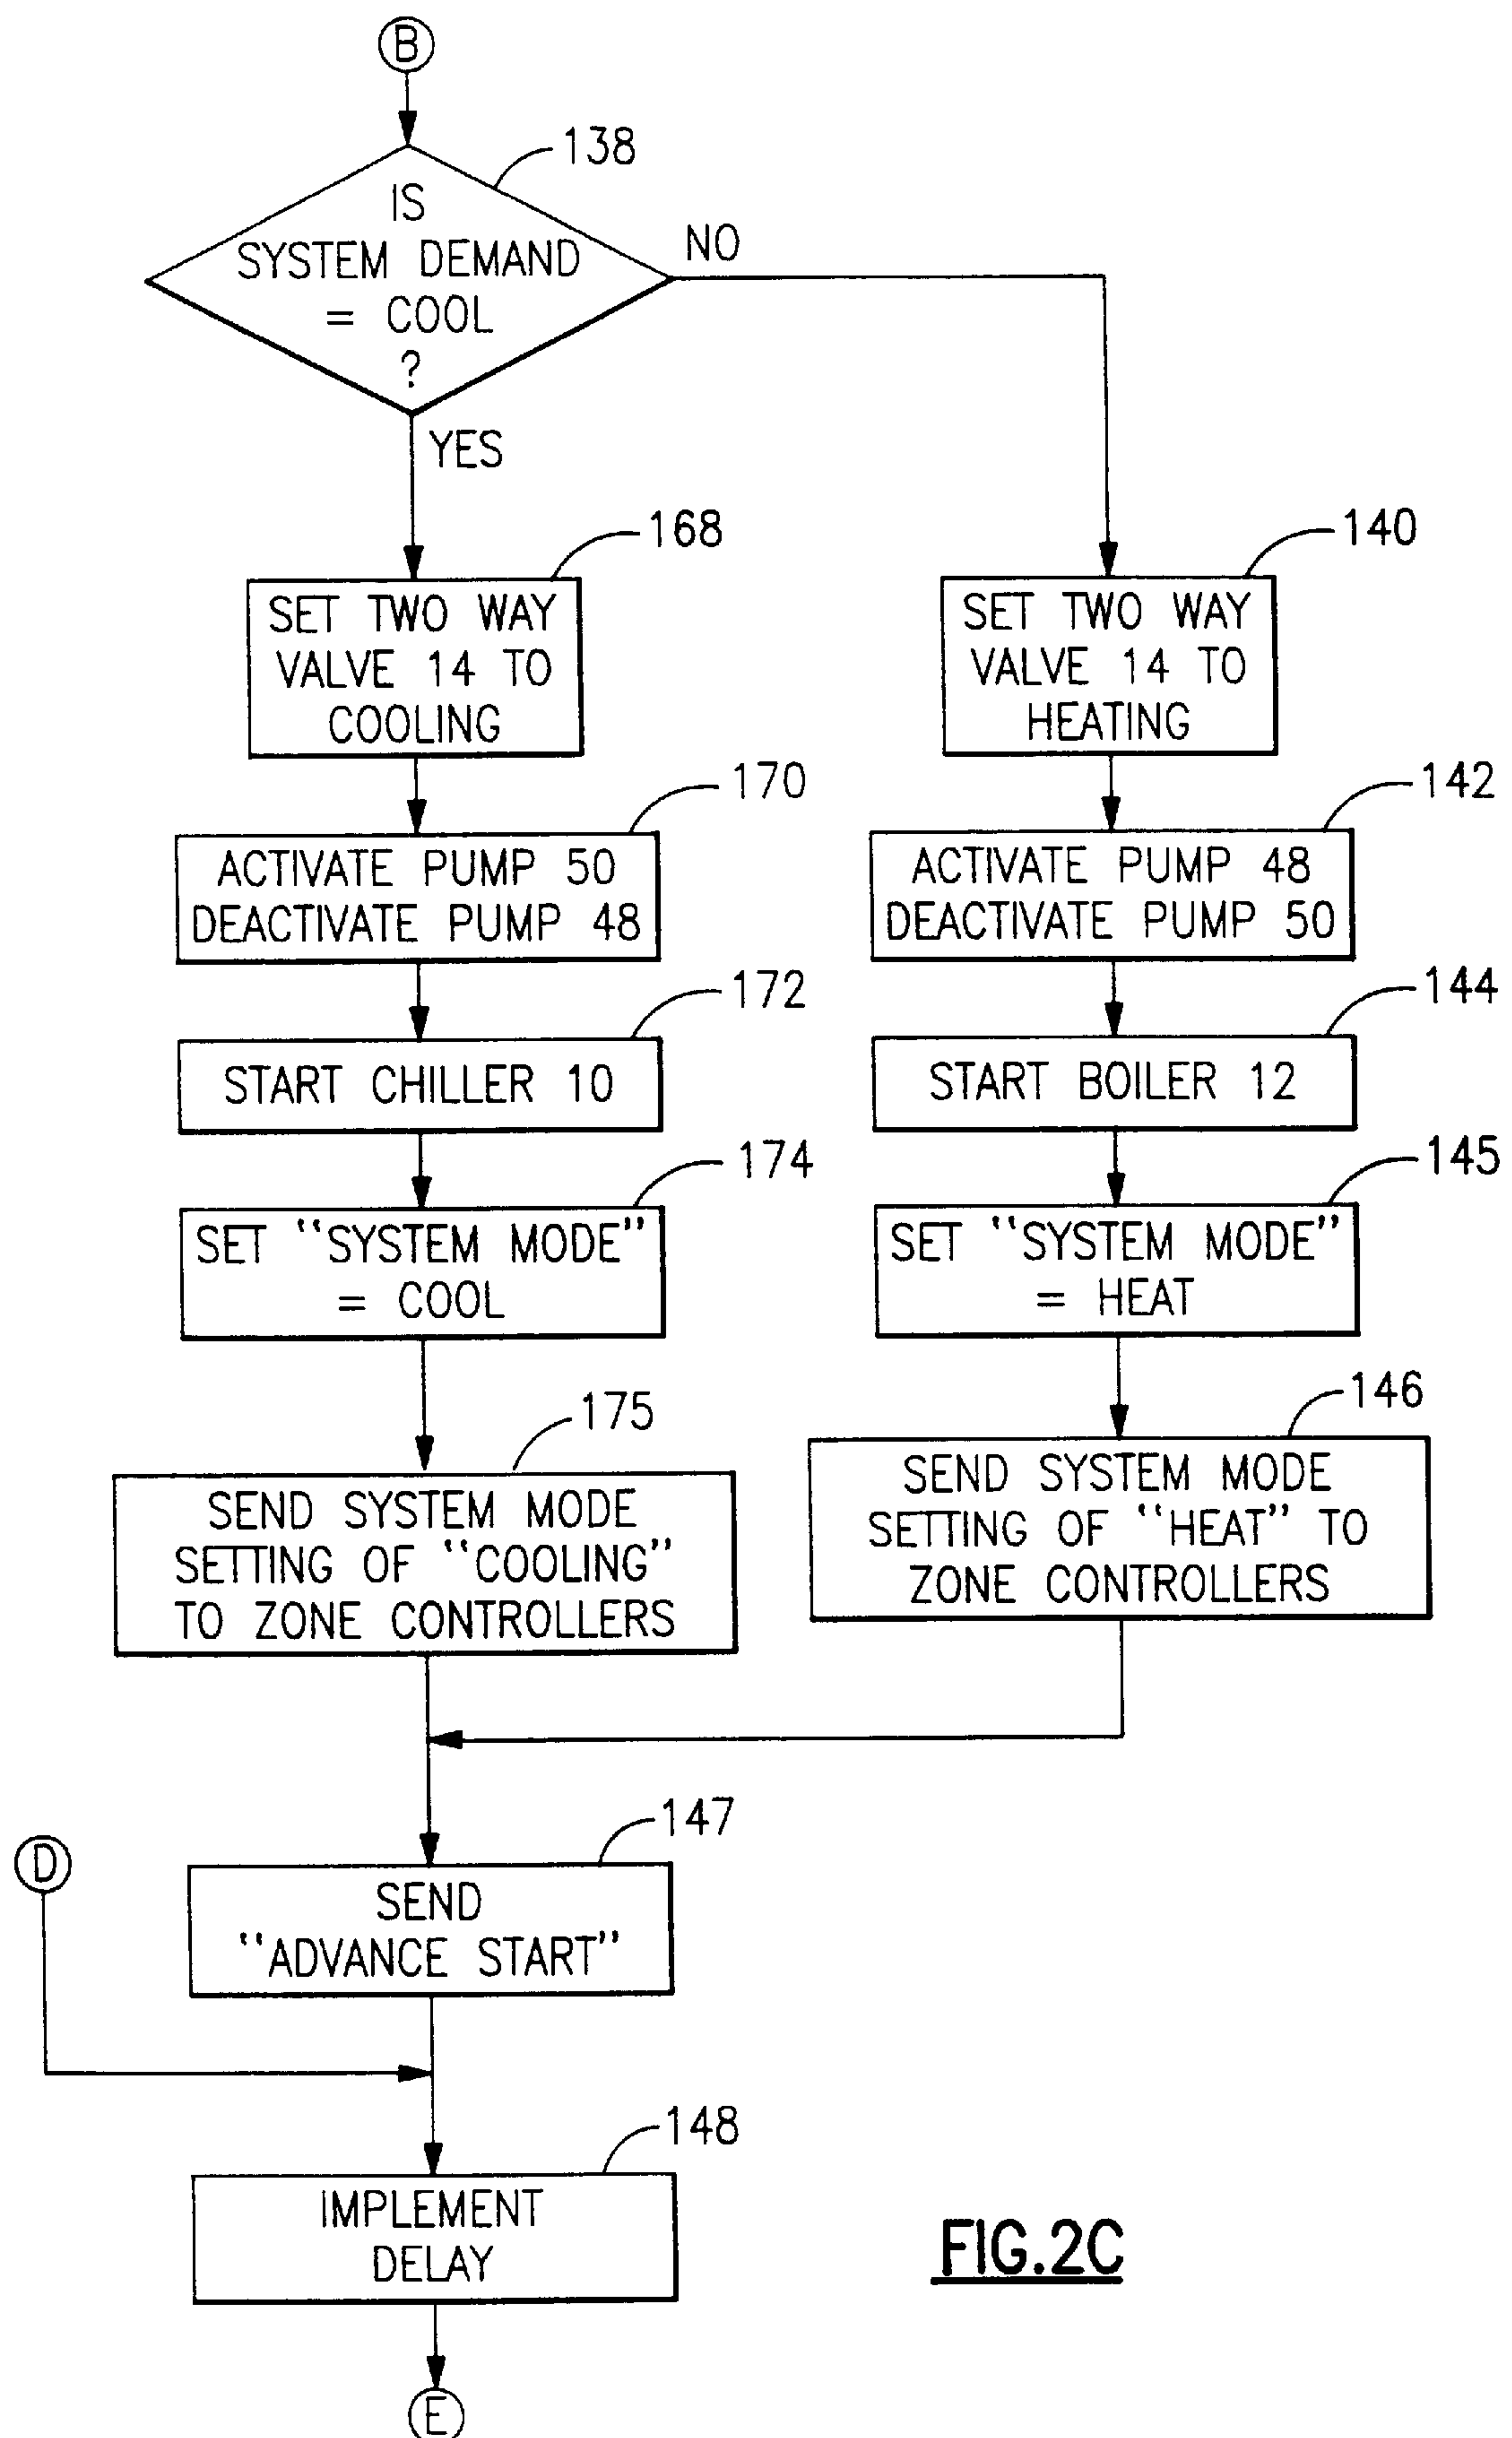 B
138
IS
SYSTEM DEMAND
= COOL
?
NO
YES
168
SET TWO WAY
VALVE 14 TO
COOLING
140
SET TWO WAY
VALVE 14 TO
HEATING
170
ACTIVATE PUMP 50
DEACTIVATE PUMP 48
142
ACTIVATE PUMP 48
DEACTIVATE PUMP 50
172
START CHILLER 10
144
START BOILER 12
174
SET "SYSTEM MODE"
= COOL
145
SET "SYSTEM MODE"
= HEAT
175
SEND SYSTEM MODE
SETTING OF "COOLING"
TO ZONE CONTROLLERS
146
SEND SYSTEM MODE
SETTING OF "HEAT" TO
ZONE CONTROLLERS
147
D
SEND
"ADVANCE START"
148
IMPLEMENT
DELAY
E
FIG.2C